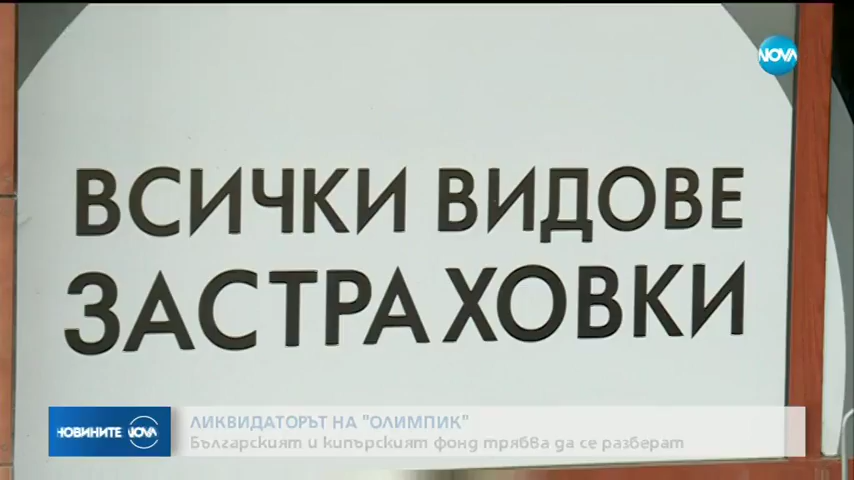 NOVA
ВСИЧКИ ВИДОВЕ
ЗАСТРАХОВКИ
НОВИНИТЕ NOVA
ЛИКВИДАТОРЪТ НА "ОЛИМПИК"
Българският и кипърският фонд трябва да се разберат